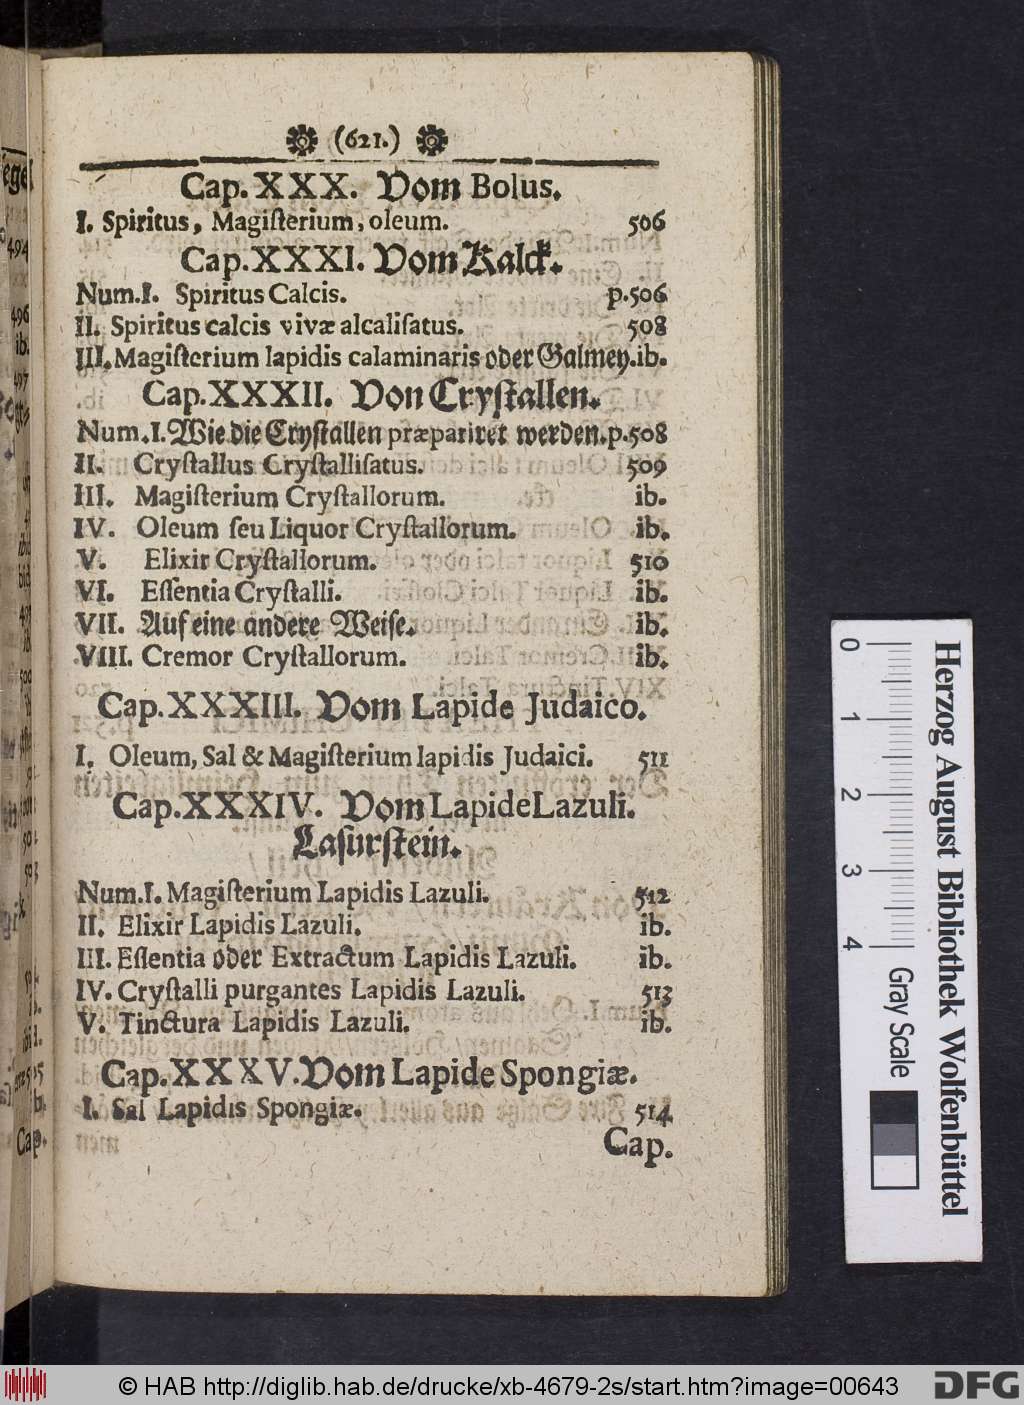 (621.)
Cap. XXX. Vom Bolus.
I. Spiritus, Magiſterium, oleum. 506
Cap. XXXI. Vom Kalck.
Num. I. Spiritus Calcis. p. 506
II. Spiritus calcis vivæ alcaliſatus. 508
III. Magiſterium lapidis calaminaris oder Galmey. ib.
Cap. XXXII. Von Cryſtallen.
Num. I. Wie die Cryſtallen præpariret werden. p. 508
II. Cryſtallus Cryſtalliſatus. 509
III. Magiſterium Cryſtallorum. ib.
IV. Oleum ſeu Liquor Cryſtallorum. ib.
V. Elixir Cryſtallorum. 510
VI. Eſſentia Cryſtalli. ib.
VII. Auf eine andere Weiſe. ib.
VIII. Cremor Cryſtallorum. ib.
Cap. XXXIII. Vom Lapide Judaico.
I. Oleum, Sal & Magiſterium lapidis Judaici. 511
Cap. XXXIV. Vom Lapide Lazuli.
Laſurſtein.
Num. I. Magiſterium Lapidis Lazuli. 512
II. Elixir Lapidis Lazuli. ib.
III. Eſſentia oder Extractum Lapidis Lazuli. ib.
IV. Cryſtalli purgantes Lapidis Lazuli. 513
V. Tinctura Lapidis Lazuli. ib.
Cap. XXXV. Vom Lapide Spongiæ.
I. Sal Lapidis Spongiæ. 514
Cap.
0 1 2 3 4 Gray Scale
Herzog August Bibliothek Wolfenbüttel
© HAB http://diglib.hab.de/drucke/xb-4679-2s/start.htm?image=00643
DFG